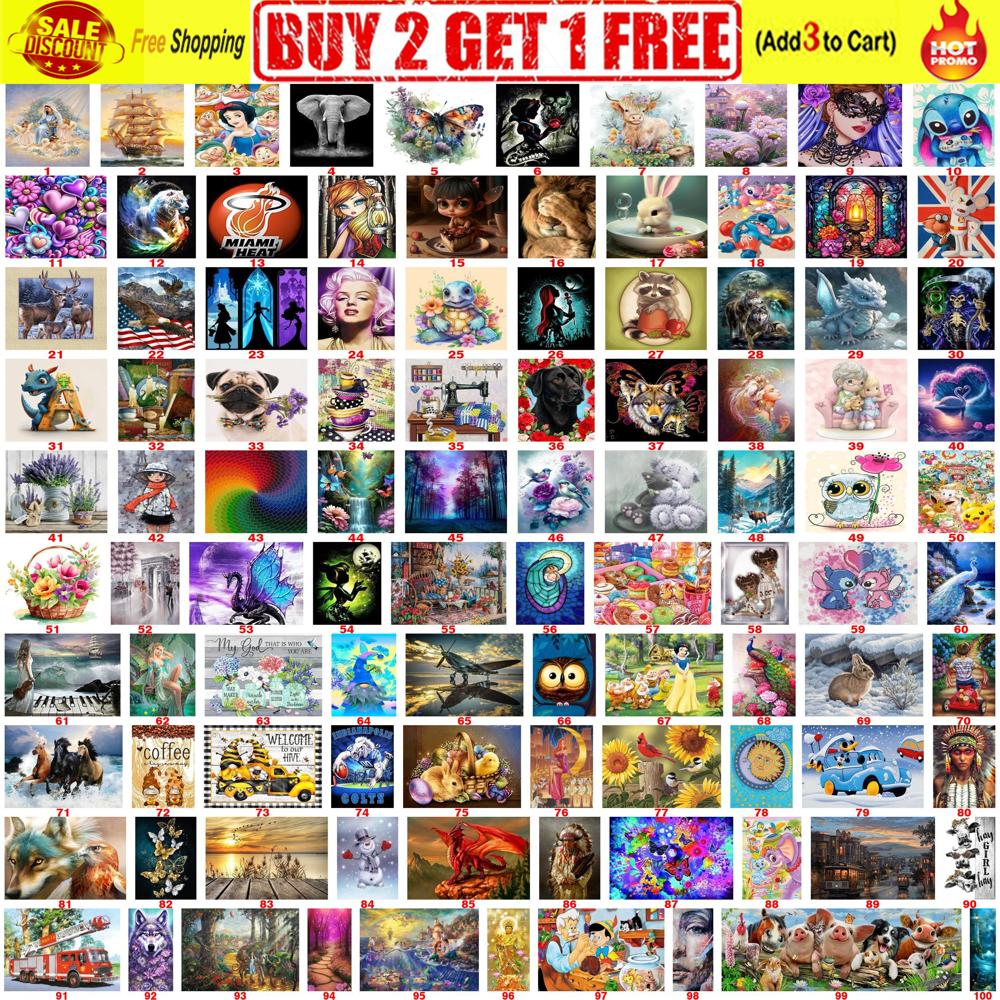 SALE
DISCOUNT
Free Shopping
BUY 2 GET 1 FREE
(Add 3 to Cart)
HOT
PROMO
1 2 3 4 5 6 7 8 9 10
MIAMI
HEAT
11 12 13 14 15 16 17 18 19 20
21 22 23 24 25 26 27 28 29 30
31 32 33 34 35 36 37 38 39 40
41 42 43 44 45 46 47 48 49 50
51 52 53 54 55 56 57 58 59 60
My God THAT IS WHO
YOU ARE
61 62 63 64 65 66 67 68 69 70
coffee
WELCOME
to our
HIVE
INDIANAPOLIS
COLTS
71 72 73 74 75 76 77 78 79 80
hay
GIRL
hay
81 82 83 84 85 86 87 88 89 90
91 92 93 94 95 96 97 98 99 100